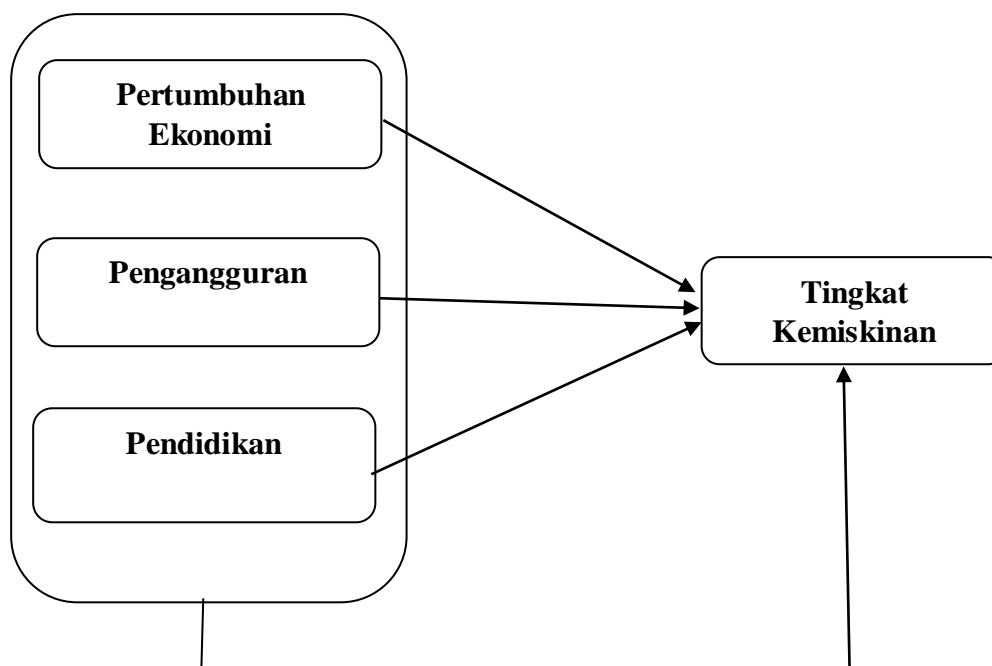 Pertumbuhan
Ekonomi
Pengangguran
Pendidikan
Tingkat
Kemiskinan